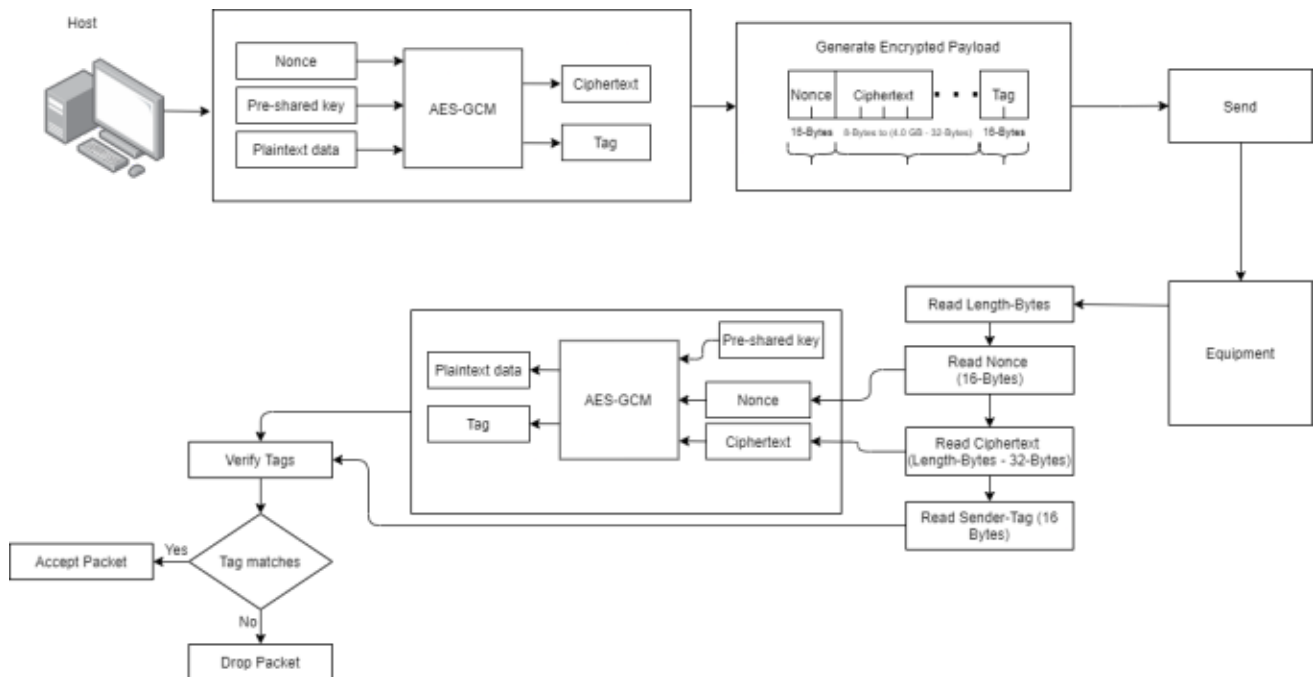 Host
Nonce
Pre-shared key
Plaintext data
AES-GCM
Ciphertext
Tag
Generate Encrypted Payload
Nonce
Ciphertext
Tag
16-Bytes
8-Bytes to (4.0 GB - 32-Bytes)
16-Bytes
Send
Equipment
Read Length-Bytes
Read Nonce
(16-Bytes)
Read Ciphertext
(Length-Bytes - 32-Bytes)
Read Sender-Tag (16
Bytes)
Pre-shared key
Nonce
Ciphertext
AES-GCM
Plaintext data
Tag
Verify Tags
Tag matches
Yes
Accept Packet
No
Drop Packet